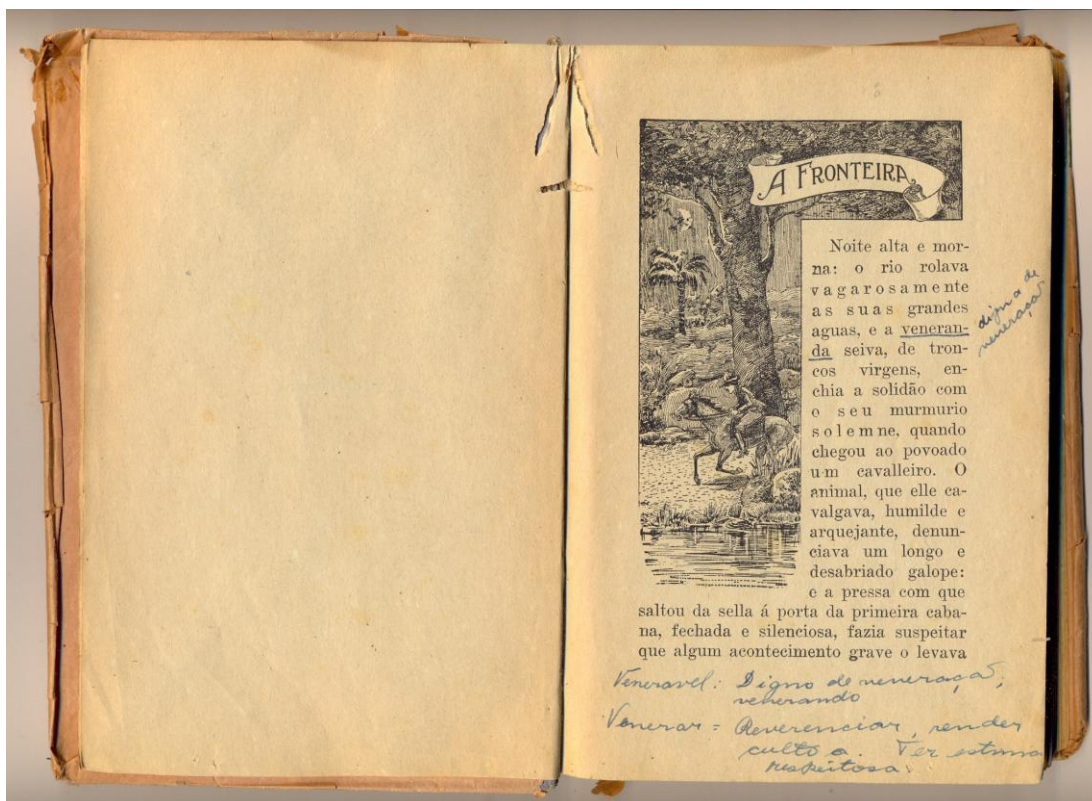 A FRONTEIRA
Noite alta e mor-
na: o rio rolava
vagarosamente
as suas grandes
aguas, e a veneran-
da seiva, de tron-
cos virgens, en-
chia a solidão com
o seu murmurio
solemne, quando
chegou ao povoado
um cavalleiro. O
animal, que elle ca-
valgava, humilde e
arquejante, denun-
ciava um longo e
desabriado galope:
e a pressa com que
saltou da sella á porta da primeira caba-
na, fechada e silenciosa, fazia suspeitar
que algum acontecimento grave o levava
digna de
veneração
Veneravel: Digno de veneração,
venerando
Venerar = Reverenciar, render
culto a. Ter estima
respeitosa.